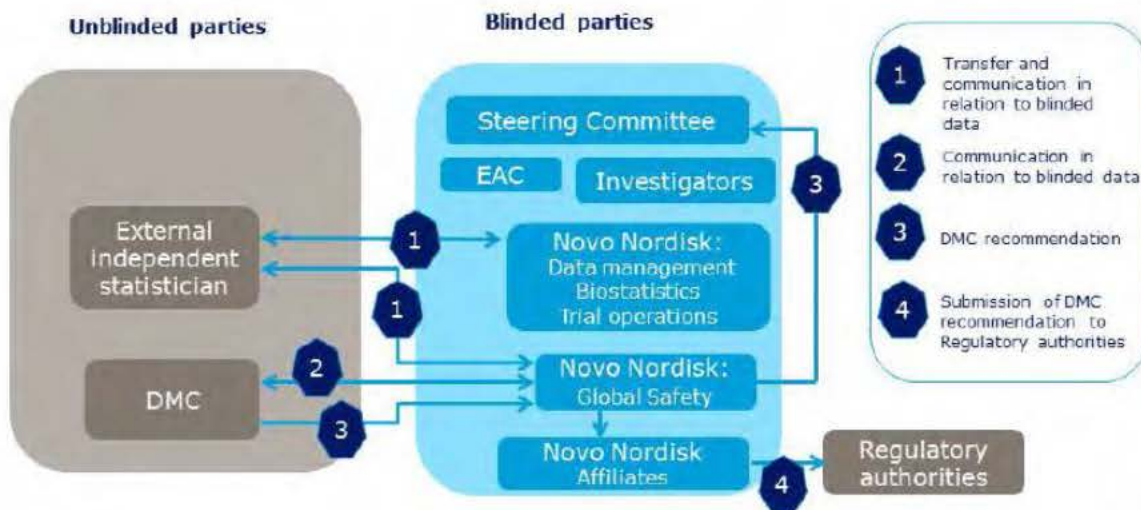 Unblinded parties
Blinded parties
External
independent
statistician
DMC
Steering Committee
EAC
Investigators
Novo Nordisk:
Data management
Biostatistics
Trial operations
Novo Nordisk:
Global Safety
Novo Nordisk
Affiliates
Regulatory
authorities
1
1
2
3
3
4
1
Transfer and
communication in
relation to blinded
data
2
Communication in
relation to blinded data
3
DMC recommendation
4
Submission of DMC
recommendation to
Regulatory authorities